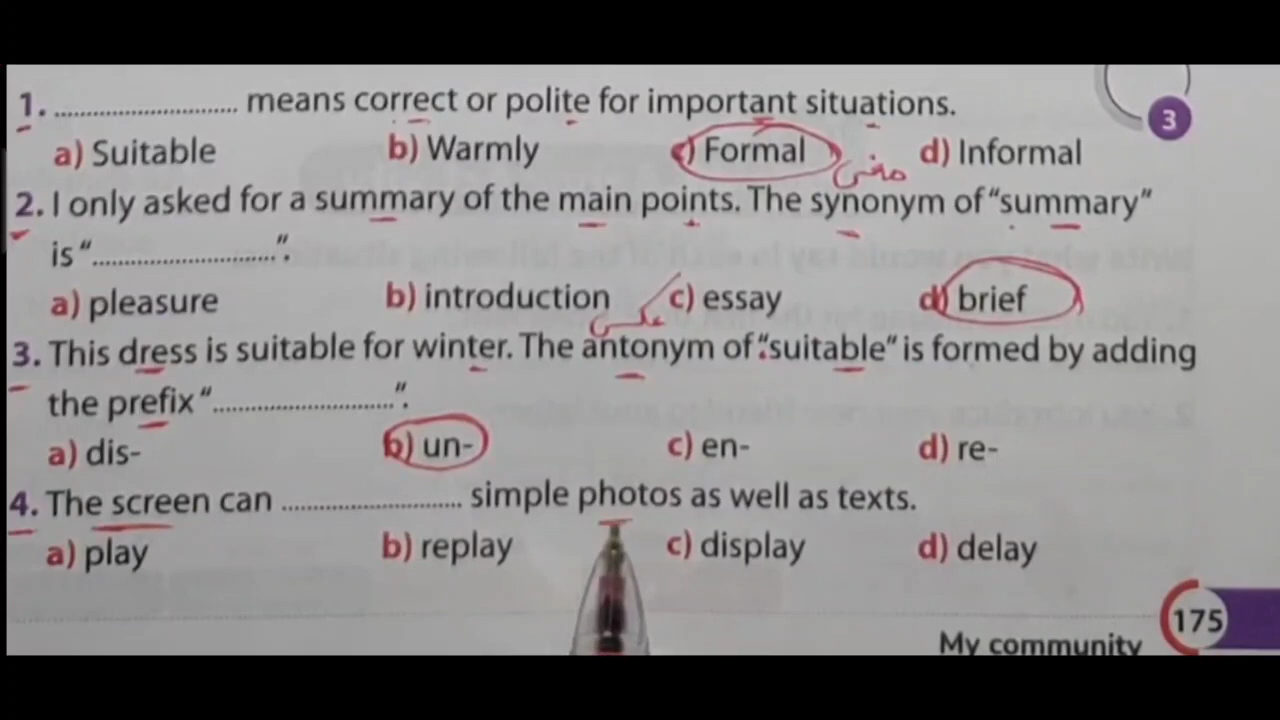 1. ........................ means correct or polite for important situations.
3
a) Suitable b) Warmly c) Formal d) Informal
معنى
2. I only asked for a summary of the main points. The synonym of “summary”
is “........................”.
a) pleasure b) introduction c) essay d) brief
عكس
3. This dress is suitable for winter. The antonym of “suitable” is formed by adding
the prefix “........................”.
a) dis- b) un- c) en- d) re-
4. The screen can ........................ simple photos as well as texts.
a) play b) replay c) display d) delay
175
My community